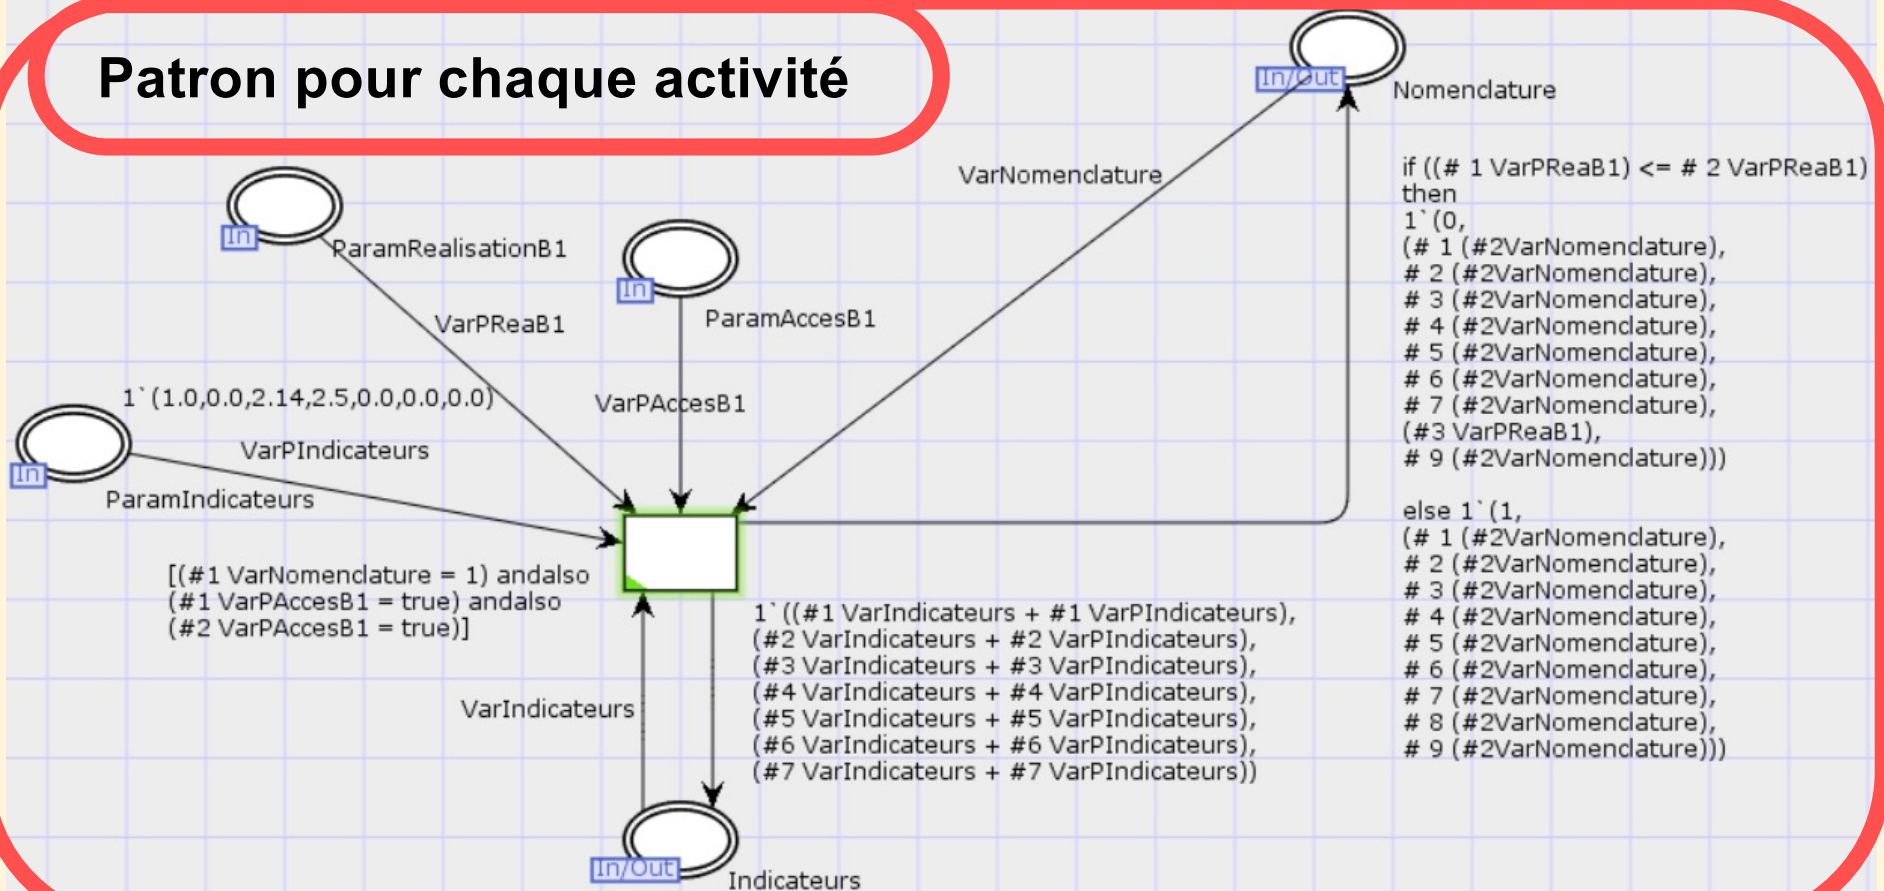 Patron pour chaque activité
In/Out
Nomenclature
VarNomenclature
In
ParamRealisationB1
VarPReaB1
In
ParamAccesB1
VarPAccesB1
1`(1.0,0.0,2.14,2.5,0.0,0.0,0.0)
VarPIndicateurs
In
ParamIndicateurs
[(#1 VarNomenclature = 1) andalso
(#1 VarPAccesB1 = true) andalso
(#2 VarPAccesB1 = true)]
VarIndicateurs
1`((#1 VarIndicateurs + #1 VarPIndicateurs),
(#2 VarIndicateurs + #2 VarPIndicateurs),
(#3 VarIndicateurs + #3 VarPIndicateurs),
(#4 VarIndicateurs + #4 VarPIndicateurs),
(#5 VarIndicateurs + #5 VarPIndicateurs),
(#6 VarIndicateurs + #6 VarPIndicateurs),
(#7 VarIndicateurs + #7 VarPIndicateurs))
In/Out
Indicateurs
if ((# 1 VarPReaB1) <= # 2 VarPReaB1)
then
1`(0,
(# 1 (#2VarNomenclature),
# 2 (#2VarNomenclature),
# 3 (#2VarNomenclature),
# 4 (#2VarNomenclature),
# 5 (#2VarNomenclature),
# 6 (#2VarNomenclature),
# 7 (#2VarNomenclature),
(#3 VarPReaB1),
# 9 (#2VarNomenclature)))
else 1`(1,
(# 1 (#2VarNomenclature),
# 2 (#2VarNomenclature),
# 3 (#2VarNomenclature),
# 4 (#2VarNomenclature),
# 5 (#2VarNomenclature),
# 6 (#2VarNomenclature),
# 7 (#2VarNomenclature),
# 8 (#2VarNomenclature),
# 9 (#2VarNomenclature)))